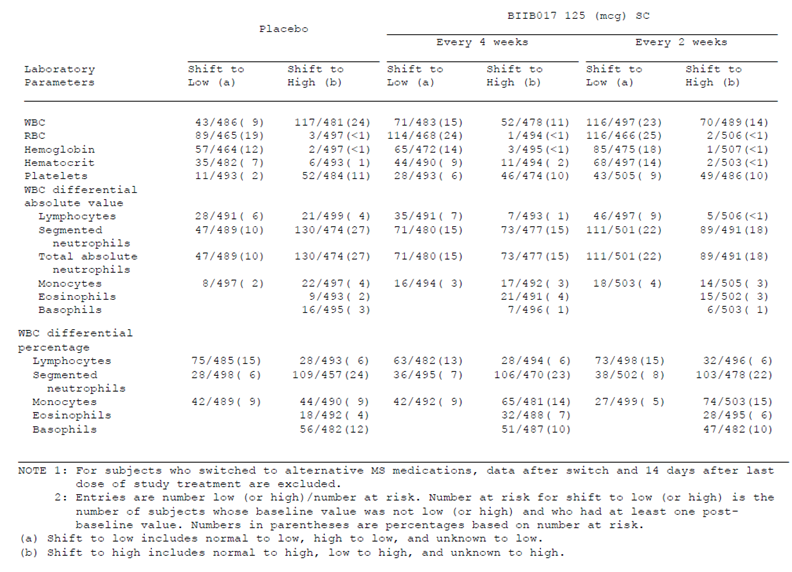 BIIB017 125 (mcg) SC
Placebo
Every 4 weeks Every 2 weeks
Laboratory Shift to Shift to Shift to Shift to Shift to Shift to
Parameters Low (a) High (b) Low (a) High (b) Low (a) High (b)
WBC 43/486( 9) 117/481(24) 71/483(15) 52/478(11) 116/497(23) 70/489(14)
RBC 89/465(19) 3/497(<1) 114/468(24) 1/494(<1) 116/466(25) 2/506(<1)
Hemoglobin 57/464(12) 2/497(<1) 65/472(14) 3/495(<1) 85/475(18) 1/507(<1)
Hematocrit 35/482( 7) 6/493( 1) 44/490( 9) 11/494( 2) 68/497(14) 2/503(<1)
Platelets 11/493( 2) 52/484(11) 28/493( 6) 46/474(10) 43/505( 9) 49/486(10)
WBC differential
absolute value
Lymphocytes 28/491( 6) 21/499( 4) 35/491( 7) 7/493( 1) 46/497( 9) 5/506(<1)
Segmented 47/489(10) 130/474(27) 71/480(15) 73/477(15) 111/501(22) 89/491(18)
neutrophils
Total absolute 47/489(10) 130/474(27) 71/480(15) 73/477(15) 111/501(22) 89/491(18)
neutrophils
Monocytes 8/497( 2) 22/497( 4) 16/494( 3) 17/492( 3) 18/503( 4) 14/505( 3)
Eosinophils 9/493( 2) 21/491( 4) 15/502( 3)
Basophils 16/495( 3) 7/496( 1) 6/503( 1)
WBC differential
percentage
Lymphocytes 75/485(15) 28/493( 6) 63/482(13) 28/494( 6) 73/498(15) 32/496( 6)
Segmented 28/498( 6) 109/457(24) 36/495( 7) 106/470(23) 38/502( 8) 103/478(22)
neutrophils
Monocytes 42/489( 9) 44/490( 9) 42/492( 9) 65/481(14) 27/499( 5) 74/503(15)
Eosinophils 18/492( 4) 32/488( 7) 28/495( 6)
Basophils 56/482(12) 51/487(10) 47/482(10)
NOTE 1: For subjects who switched to alternative MS medications, data after switch and 14 days after last
dose of study treatment are excluded.
2: Entries are number low (or high)/number at risk. Number at risk for shift to low (or high) is the
number of subjects whose baseline value was not low (or high) and who had at least one post-
baseline value. Numbers in parentheses are percentages based on number at risk.
(a) Shift to low includes normal to low, high to low, and unknown to low.
(b) Shift to high includes normal to high, low to high, and unknown to high.